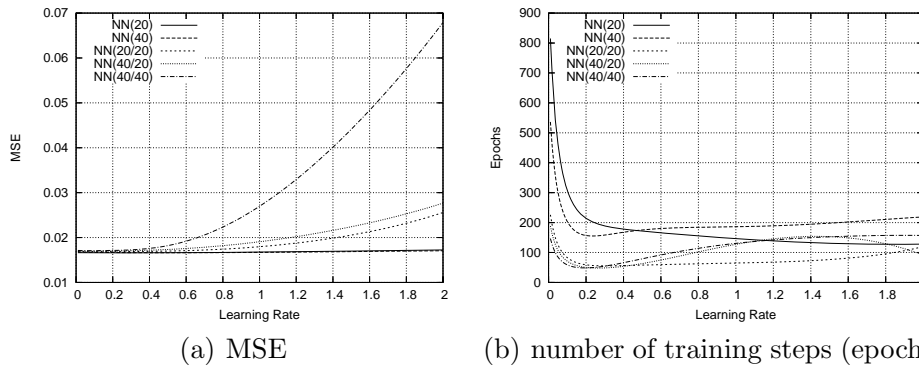 0.07
0.06
0.05
0.04
0.03
0.02
0.01
MSE
NN(20)
NN(40)
NN(20/20)
NN(40/20)
NN(40/40)
0 0.2 0.4 0.6 0.8 1 1.2 1.4 1.6 1.8 2
Learning Rate
(a) MSE
900
800
700
600
500
400
300
200
100
0
Epochs
NN(20)
NN(40)
NN(20/20)
NN(40/20)
NN(40/40)
0 0.2 0.4 0.6 0.8 1 1.2 1.4 1.6 1.8
Learning Rate
(b) number of training steps (epoch